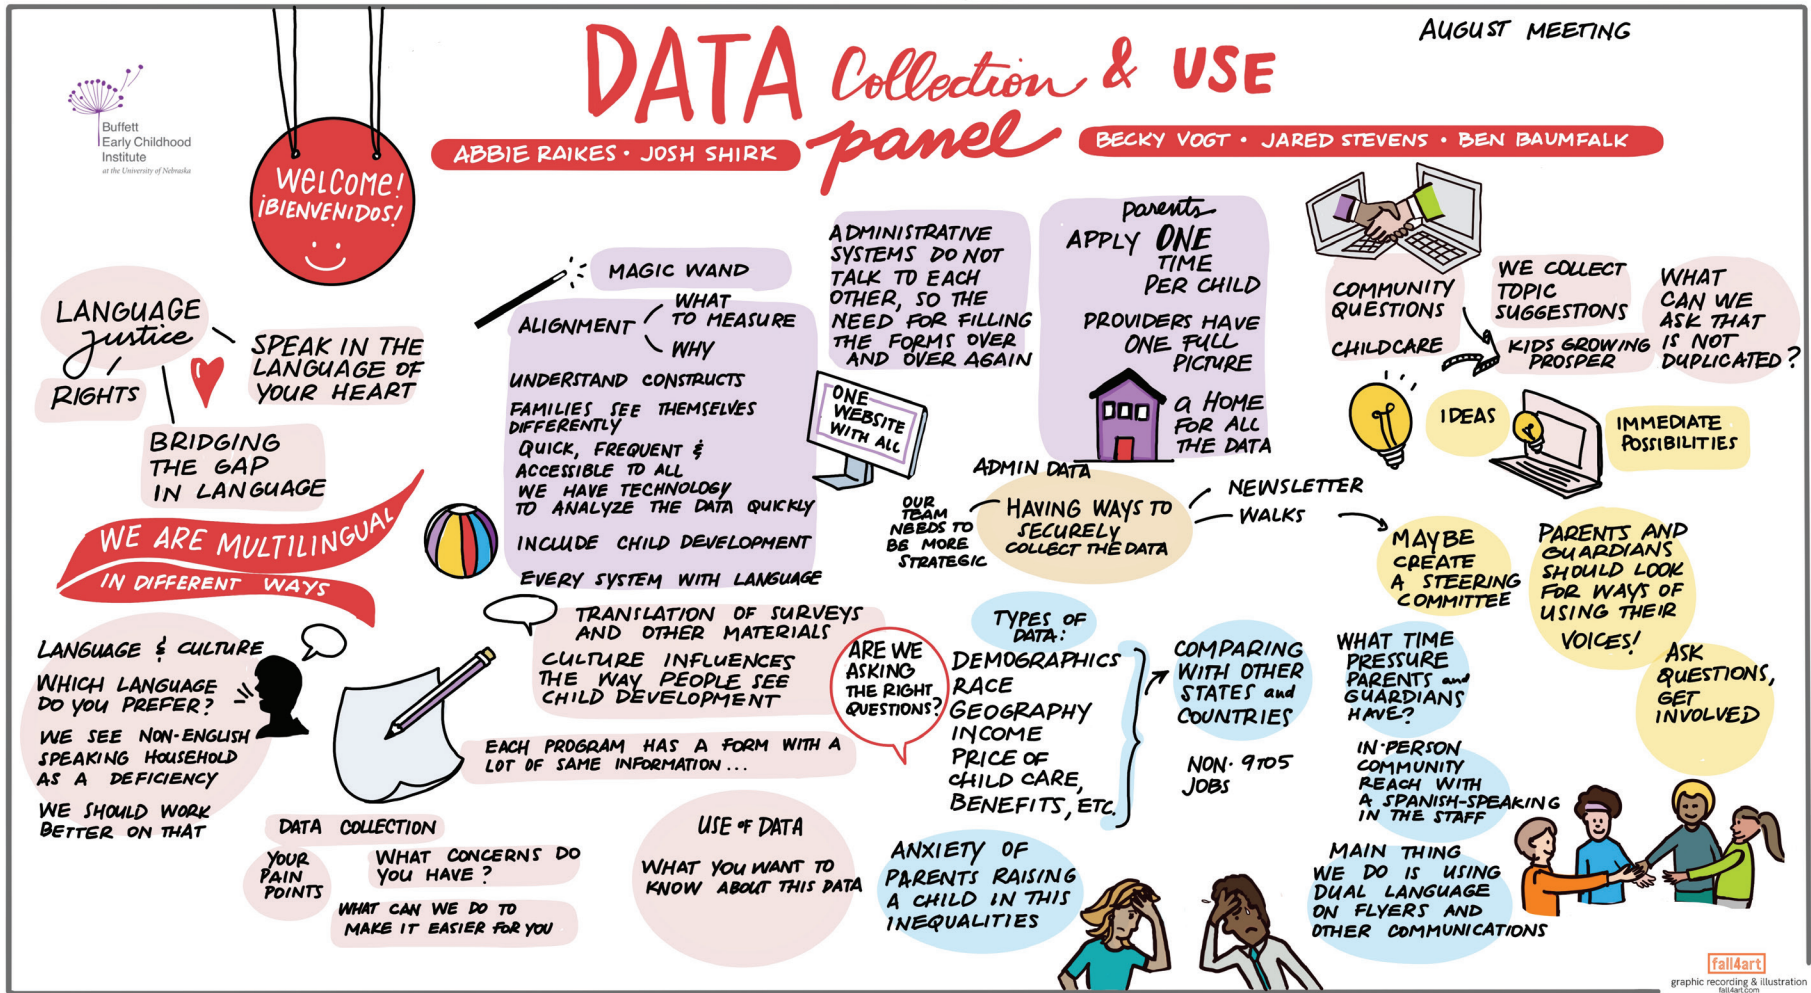 AUGUST MEETING
DATA Collection & USE
panel
ABBIE RAIKES • JOSH SHIRK
BECKY VOGT • JARED STEVENS • BEN BAUMFALK
Buffett
Early Childhood
Institute
at the University of Nebraska
WELCOME!
¡BIENVENIDOS!
LANGUAGE
Justice
RIGHTS
SPEAK IN THE
LANGUAGE OF
YOUR HEART
BRIDGING
THE GAP
IN LANGUAGE
WE ARE MULTILINGUAL
IN DIFFERENT WAYS
LANGUAGE & CULTURE
WHICH LANGUAGE
DO YOU PREFER?
WE SEE NON-ENGLISH
SPEAKING HOUSEHOLD
AS A DEFICIENCY
WE SHOULD WORK
BETTER ON THAT
MAGIC WAND
ALIGNMENT
WHAT
TO MEASURE
WHY
UNDERSTAND CONSTRUCTS
FAMILIES SEE THEMSELVES
DIFFERENTLY
QUICK, FREQUENT &
ACCESSIBLE TO ALL
WE HAVE TECHNOLOGY
TO ANALYZE THE DATA QUICKLY
INCLUDE CHILD DEVELOPMENT
EVERY SYSTEM WITH LANGUAGE
TRANSLATION OF SURVEYS
AND OTHER MATERIALS
CULTURE INFLUENCES
THE WAY PEOPLE SEE
CHILD DEVELOPMENT
EACH PROGRAM HAS A FORM WITH A
LOT OF SAME INFORMATION...
DATA COLLECTION
YOUR
PAIN
POINTS
WHAT CONCERNS DO
YOU HAVE?
WHAT CAN WE DO TO
MAKE IT EASIER FOR YOU
USE OF DATA
WHAT YOU WANT TO
KNOW ABOUT THIS DATA
ADMINISTRATIVE
SYSTEMS DO NOT
TALK TO EACH
OTHER, SO THE
NEED FOR FILLING
THE FORMS OVER
AND OVER AGAIN
ONE
WEBSITE
WITH ALL
parents
APPLY ONE
TIME
PER CHILD
PROVIDERS HAVE
ONE FULL
PICTURE
a HOME
FOR ALL
THE DATA
ADMIN DATA
HAVING WAYS TO
SECURELY
COLLECT THE DATA
OUR
TEAM
NEEDS TO
BE MORE
STRATEGIC
NEWSLETTER
WALKS
MAYBE
CREATE
A STEERING
COMMITTEE
ARE WE
ASKING
THE RIGHT
QUESTIONS?
TYPES OF
DATA:
DEMOGRAPHICS
RACE
GEOGRAPHY
INCOME
PRICE OF
CHILD CARE,
BENEFITS, ETC.
COMPARING
WITH OTHER
STATES and
COUNTRIES
NON-9TO5
JOBS
ANXIETY OF
PARENTS RAISING
A CHILD IN THIS
INEQUALITIES
COMMUNITY
QUESTIONS
CHILDCARE
WE COLLECT
TOPIC
SUGGESTIONS
KIDS GROWING
PROSPER
WHAT
CAN WE
ASK THAT
IS NOT
DUPLICATED?
IDEAS
IMMEDIATE
POSSIBILITIES
PARENTS AND
GUARDIANS
SHOULD LOOK
FOR WAYS OF
USING THEIR
VOICES!
ASK
QUESTIONS,
GET
INVOLVED
WHAT TIME
PRESSURE
PARENTS and
GUARDIANS
HAVE?
IN-PERSON
COMMUNITY
REACH WITH
A SPANISH-SPEAKING
IN THE STAFF
MAIN THING
WE DO IS USING
DUAL LANGUAGE
ON FLYERS AND
OTHER COMMUNICATIONS
fall4art
graphic recording & illustration
fall4art.com